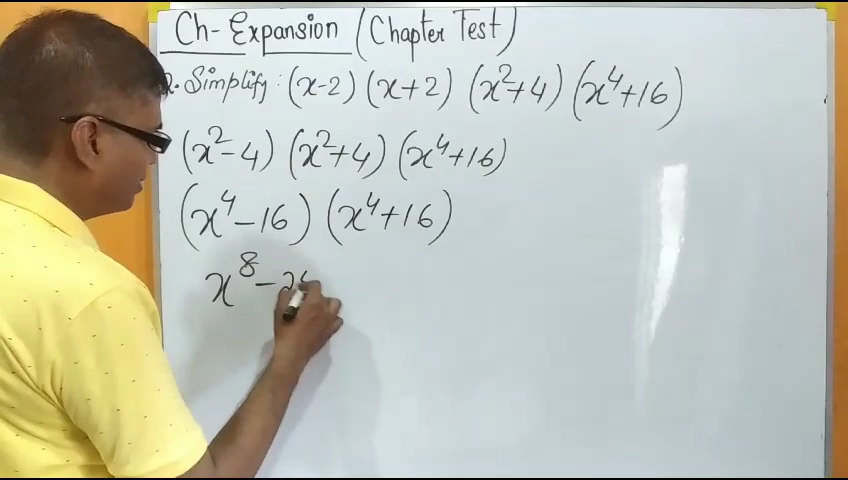 Ch- Expansion (Chapter Test)
Simplify: (x-2) (x+2) (x²+4) (x⁴+16)
(x²-4) (x²+4) (x⁴+16)
(x⁴-16) (x⁴+16)
x⁸-2